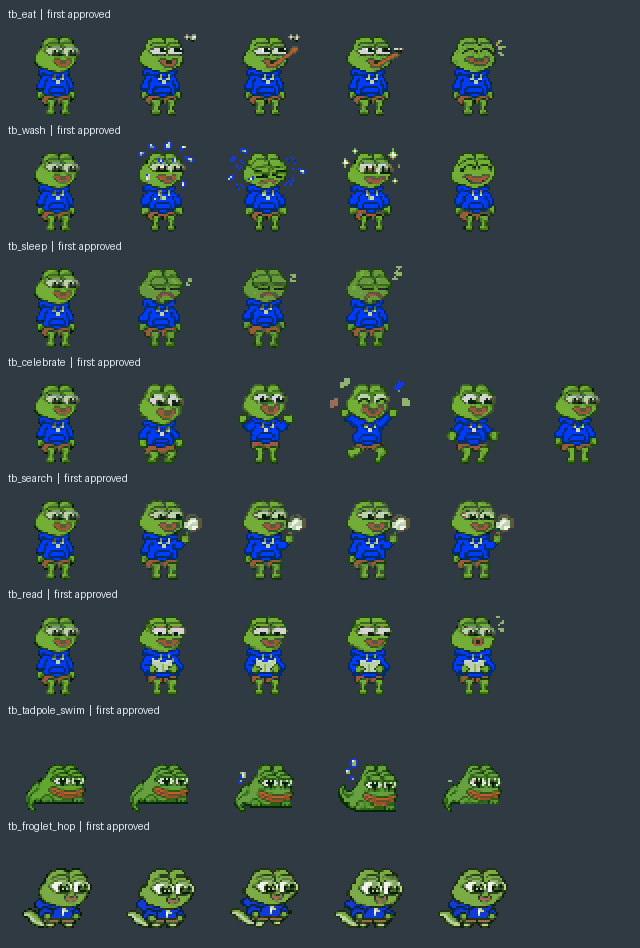 tb_eat | first approved
tb_wash | first approved
tb_sleep | first approved
tb_celebrate | first approved
tb_search | first approved
tb_read | first approved
tb_tadpole_swim | first approved
tb_froglet_hop | first approved